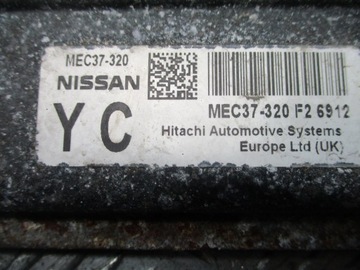 MEC37-320
NISSAN
YC
MEC37-320 F2 6912
Hitachi Automotive Systems
Europe Ltd (UK)